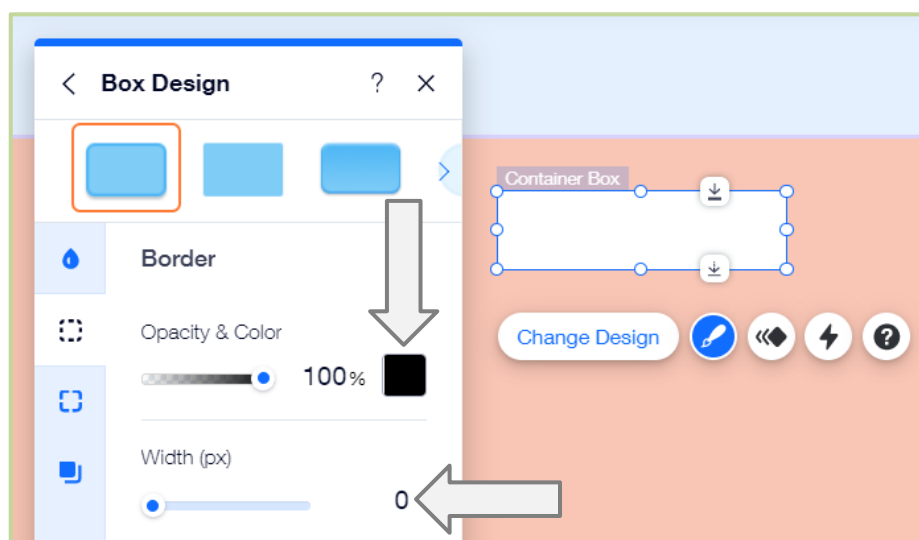 Box Design ?
Container Box
Border
Opacity & Color
Change Design
100%
Width (px)
0